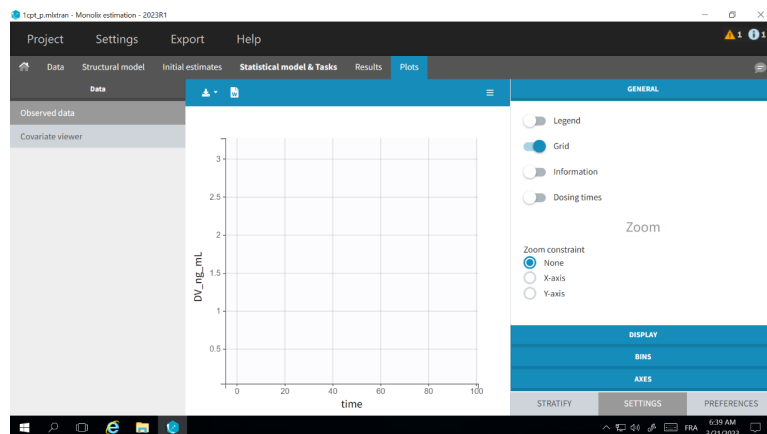 1cpt_p.mlxtran - Monolix estimation - 2023R1
Project Settings Export Help
1 1
Data Structural model Initial estimates Statistical model & Tasks Results Plots
Data
Observed data
Covariate viewer
GENERAL
Legend
Grid
Information
Dosing times
Zoom
Zoom constraint
None
X-axis
Y-axis
DISPLAY
BINS
AXES
STRATIFY SETTINGS PREFERENCES
3
2.5
2
1.5
1
0.5
DV_ng_mL
0 20 40 60 80 100
time
FRA
6:39 AM
3/21/2023